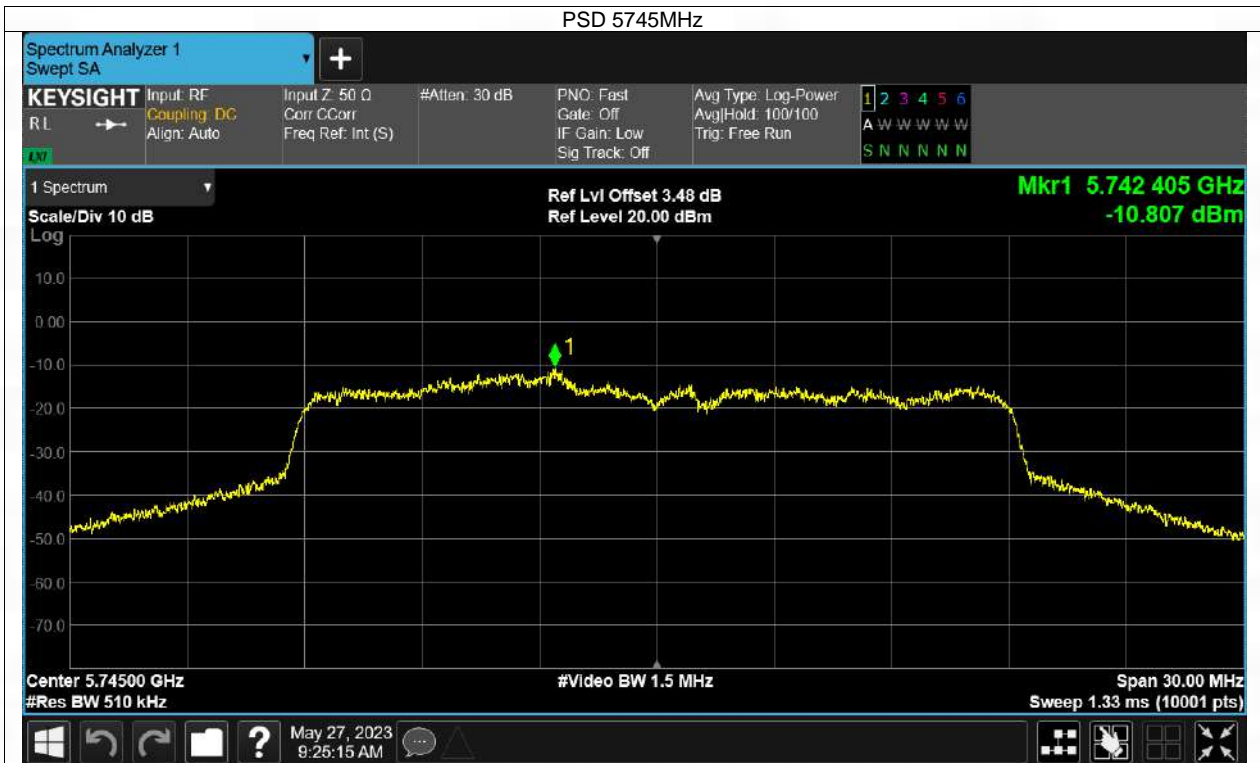 PSD 5745MHz
Spectrum Analyzer 1
Swept SA
+
KEYSIGHT
RL
LXI
Input: RF
Coupling: DC
Align: Auto
Input Z: 50 Ω
Corr CCorr
Freq Ref: Int (S)
#Atten: 30 dB
PNO: Fast
Gate: Off
IF Gain: Low
Sig Track: Off
Avg Type: Log-Power
Avg|Hold: 100/100
Trig: Free Run
1 2 3 4 5 6
A W W W W W
S N N N N N
1 Spectrum
Scale/Div 10 dB
Log
Ref Lvl Offset 3.48 dB
Ref Level 20.00 dBm
Mkr1 5.742 405 GHz
-10.807 dBm
10.0
0.00
-10.0
-20.0
-30.0
-40.0
-50.0
-60.0
-70.0
1
Center 5.74500 GHz
#Res BW 510 kHz
#Video BW 1.5 MHz
Span 30.00 MHz
Sweep 1.33 ms (10001 pts)
?
May 27, 2023
9:25:15 AM